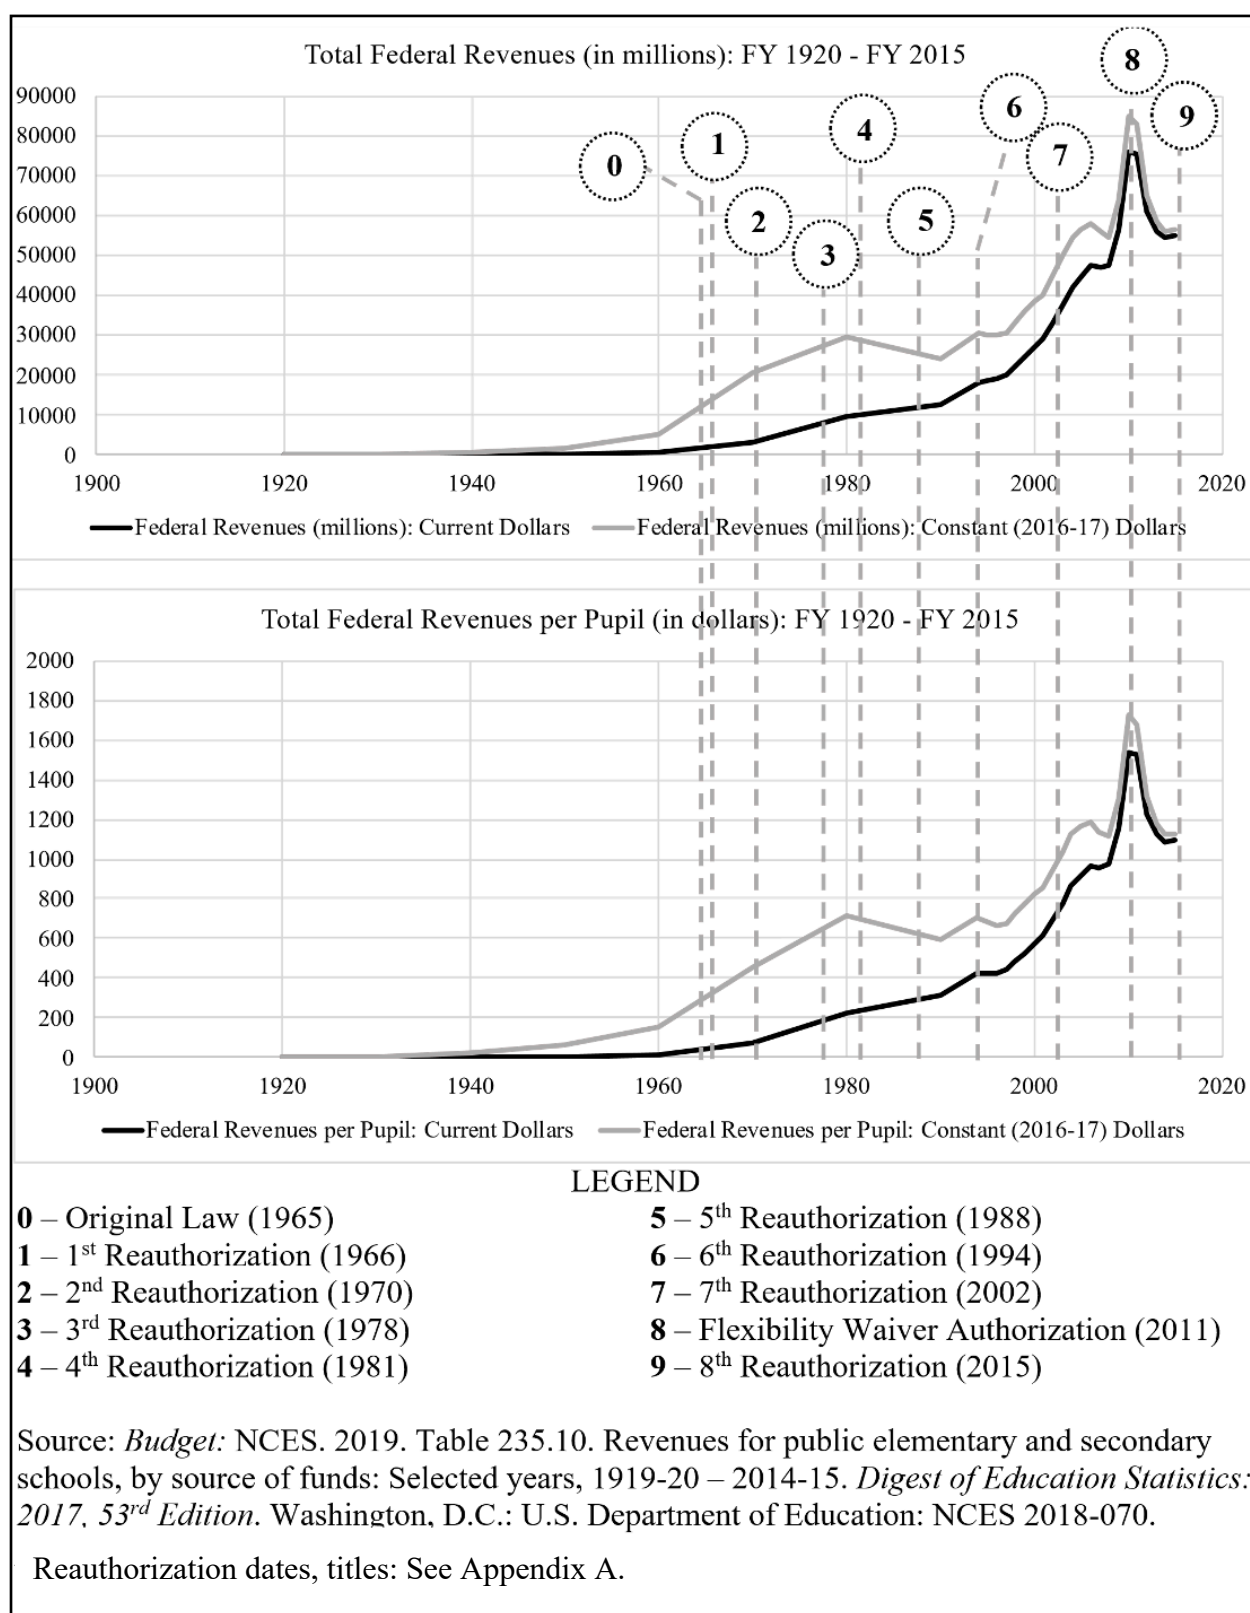 Total Federal Revenues (in millions): FY 1920 - FY 2015
8
90000
6
9
80000
4
1
7
70000
0
60000
2
5
50000
3
40000
30000
20000
10000
0
1900 1920 1940 1960 1980 2000 2020
Federal Revenues (millions): Current Dollars Federal Revenues (millions): Constant (2016-17) Dollars
Total Federal Revenues per Pupil (in dollars): FY 1920 - FY 2015
2000
1800
1600
1400
1200
1000
800
600
400
200
0
1900 1920 1940 1960 1980 2000 2020
Federal Revenues per Pupil: Current Dollars Federal Revenues per Pupil: Constant (2016-17) Dollars
LEGEND
0 – Original Law (1965)
1 – 1st Reauthorization (1966)
2 – 2nd Reauthorization (1970)
3 – 3rd Reauthorization (1978)
4 – 4th Reauthorization (1981)
5 – 5th Reauthorization (1988)
6 – 6th Reauthorization (1994)
7 – 7th Reauthorization (2002)
8 – Flexibility Waiver Authorization (2011)
9 – 8th Reauthorization (2015)
Source: Budget: NCES. 2019. Table 235.10. Revenues for public elementary and secondary
schools, by source of funds: Selected years, 1919-20 – 2014-15. Digest of Education Statistics:
2017, 53rd Edition. Washington, D.C.: U.S. Department of Education: NCES 2018-070.
Reauthorization dates, titles: See Appendix A.